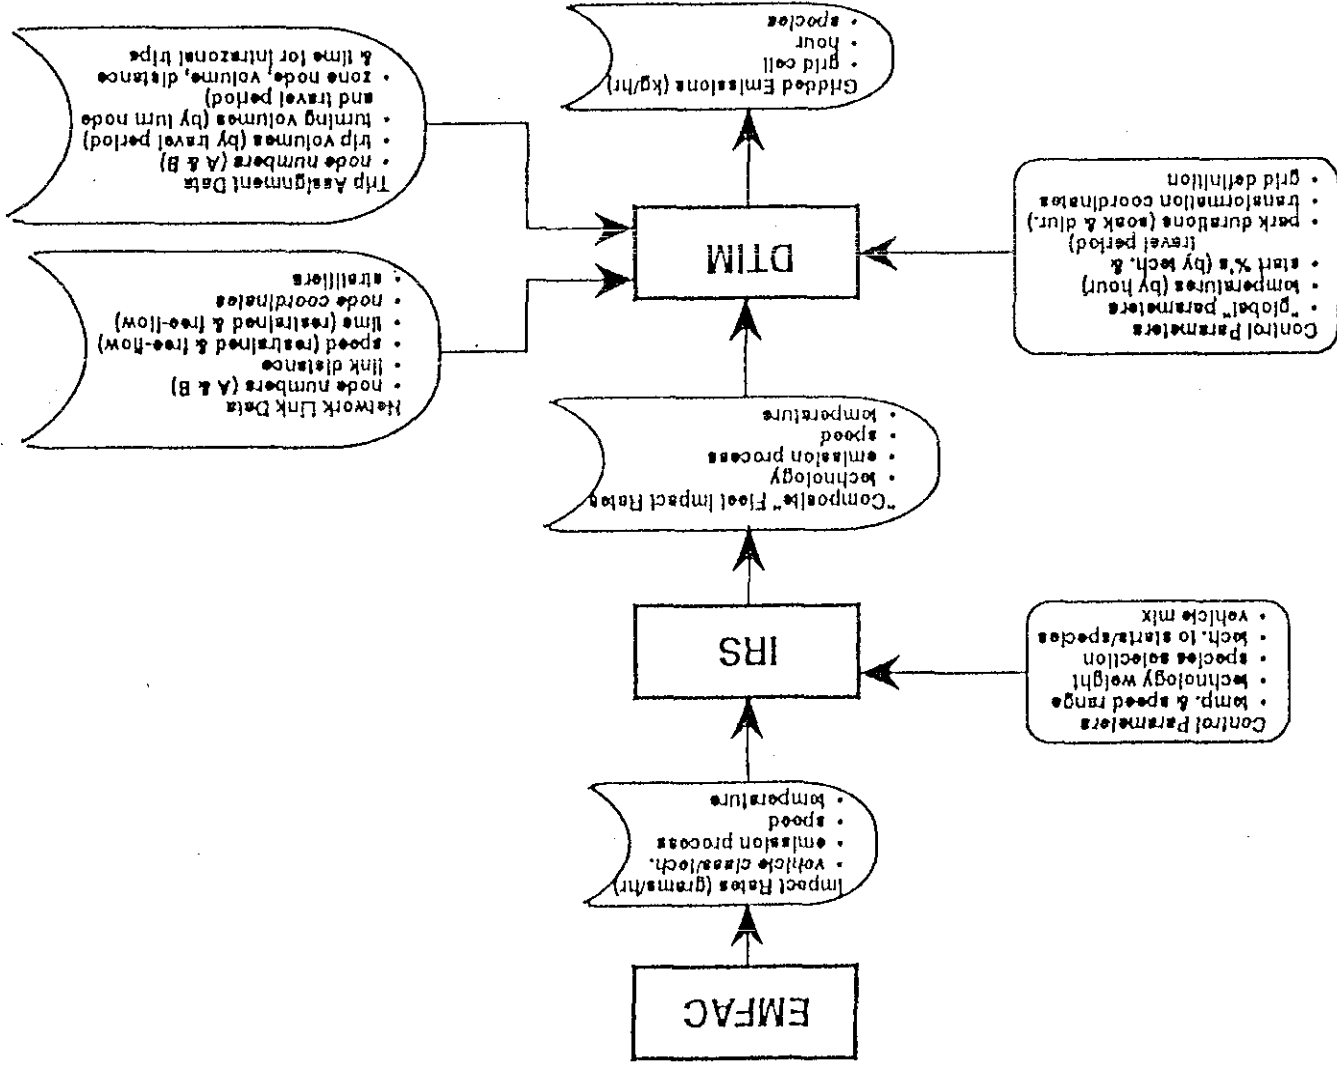 EMFAC
Impact Rates (grams/hr)
• vehicle class/tech.
• emission process
• speed
• temperature
Control Parameters
• temp. & speed range
• technology weight
• species selection
• tech. to starts/species
• vehicle mix
IRS
"Composite" Fleet Impact Rates
• technology
• emission process
• speed
• temperature
Control Parameters
• "global" parameters
• temperatures (by hour)
• start %'s (by tech. &
travel period)
• park durations (soak & diur.)
• transformation coordinates
• grid definition
DTIM
Network Link Data
• node numbers (A & B)
• link distance
• speed (restrained & free-flow)
• time (restrained & free-flow)
• node coordinates
• stratifiers
Trip Assignment Data
• node numbers (A & B)
• trip volumes (by travel period)
• turning volumes (by turn node
and travel period)
• zone node, volume, distance
& time for intrazonal trips
Gridded Emissions (kg/hr)
• grid cell
• hour
• species